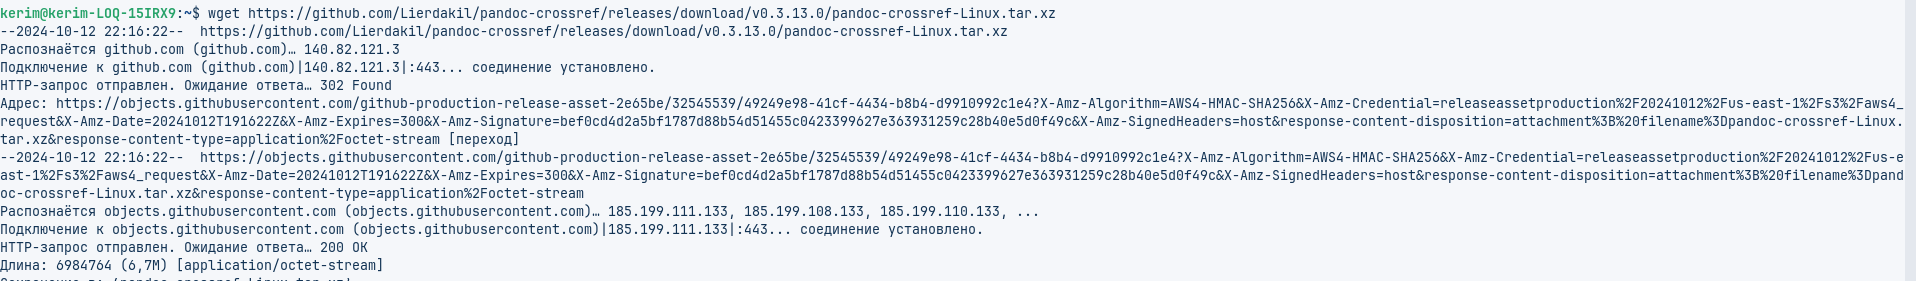 kerim@kerim-LOQ-15IRX9:~$ wget https://github.com/Lierdakil/pandoc-crossref/releases/download/v0.3.13.0/pandoc-crossref-Linux.tar.xz
--2024-10-12 22:16:22--  https://github.com/Lierdakil/pandoc-crossref/releases/download/v0.3.13.0/pandoc-crossref-Linux.tar.xz
Распознаётся github.com (github.com)… 140.82.121.3
Подключение к github.com (github.com)|140.82.121.3|:443... соединение установлено.
HTTP-запрос отправлен. Ожидание ответа… 302 Found
Адрес: https://objects.githubusercontent.com/github-production-release-asset-2e65be/32545539/49249e98-41cf-4434-b8b4-d9910992c1e4?X-Amz-Algorithm=AWS4-HMAC-SHA256&X-Amz-Credential=releaseassetproduction%2F20241012%2Fus-east-1%2Fs3%2Faws4_
request&X-Amz-Date=20241012T191622Z&X-Amz-Expires=300&X-Amz-Signature=bef0cd4d2a5bf1787d88b54d51455c0423399627e363931259c28b40e5d0f49c&X-Amz-SignedHeaders=host&response-content-disposition=attachment%3B%20filename%3Dpandoc-crossref-Linux.
tar.xz&response-content-type=application%2Foctet-stream [переход]
--2024-10-12 22:16:22--  https://objects.githubusercontent.com/github-production-release-asset-2e65be/32545539/49249e98-41cf-4434-b8b4-d9910992c1e4?X-Amz-Algorithm=AWS4-HMAC-SHA256&X-Amz-Credential=releaseassetproduction%2F20241012%2Fus-e
ast-1%2Fs3%2Faws4_request&X-Amz-Date=20241012T191622Z&X-Amz-Expires=300&X-Amz-Signature=bef0cd4d2a5bf1787d88b54d51455c0423399627e363931259c28b40e5d0f49c&X-Amz-SignedHeaders=host&response-content-disposition=attachment%3B%20filename%3Dpand
oc-crossref-Linux.tar.xz&response-content-type=application%2Foctet-stream
Распознаётся objects.githubusercontent.com (objects.githubusercontent.com)… 185.199.111.133, 185.199.108.133, 185.199.110.133, ...
Подключение к objects.githubusercontent.com (objects.githubusercontent.com)|185.199.111.133|:443... соединение установлено.
HTTP-запрос отправлен. Ожидание ответа… 200 OK
Длина: 6984764 (6,7M) [application/octet-stream]